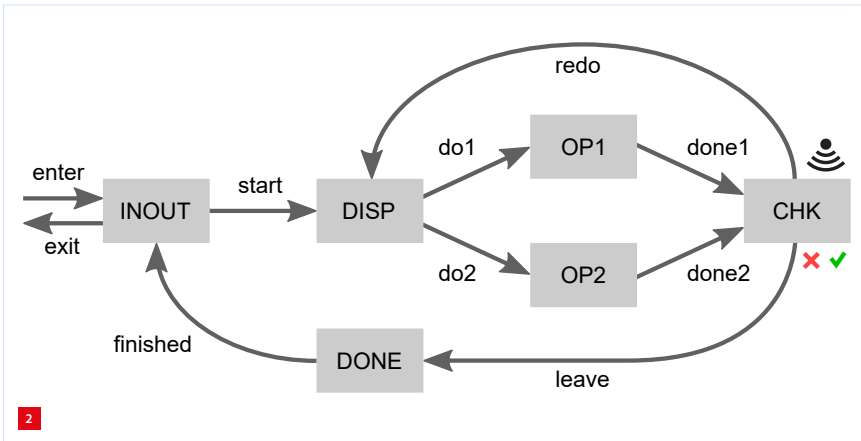 redo
do1
OP1
done1
enter
start
INOUT
DISP
CHK
exit
do2
OP2
done2
finished
DONE
leave
2